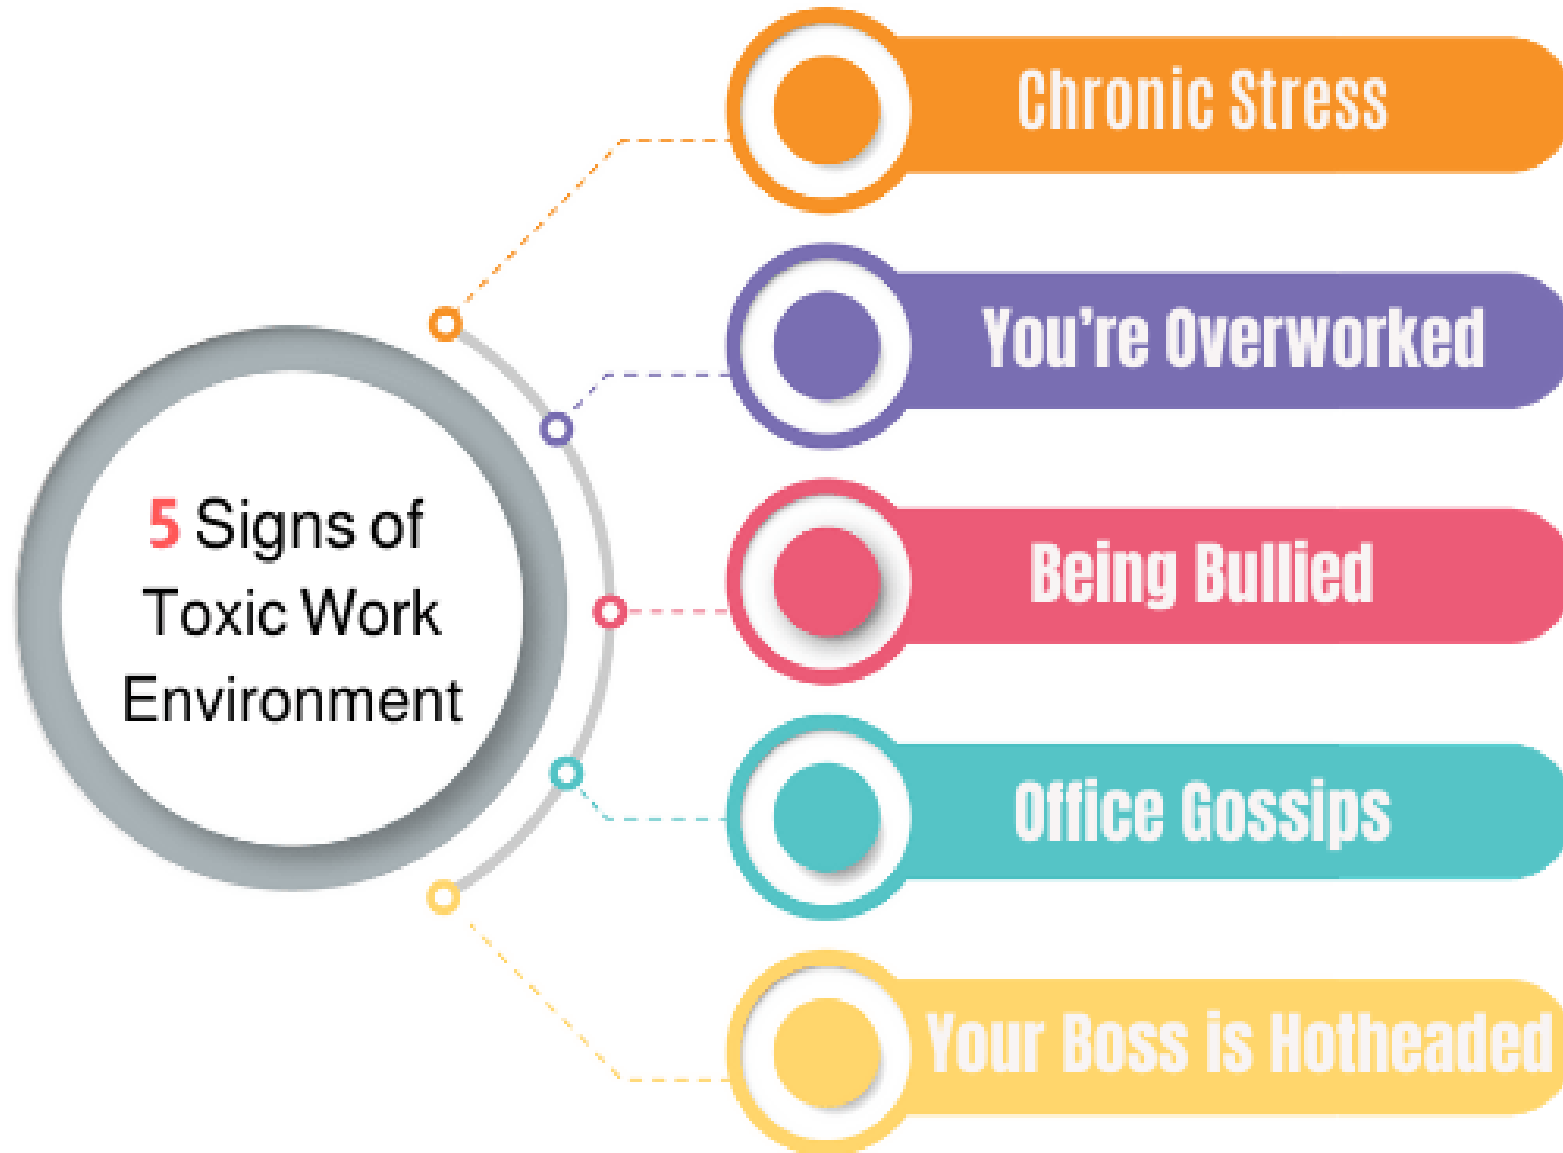 5 Signs of
Toxic Work
Environment
Chronic Stress
You’re Overworked
Being Bullied
Office Gossips
Your Boss is Hotheaded